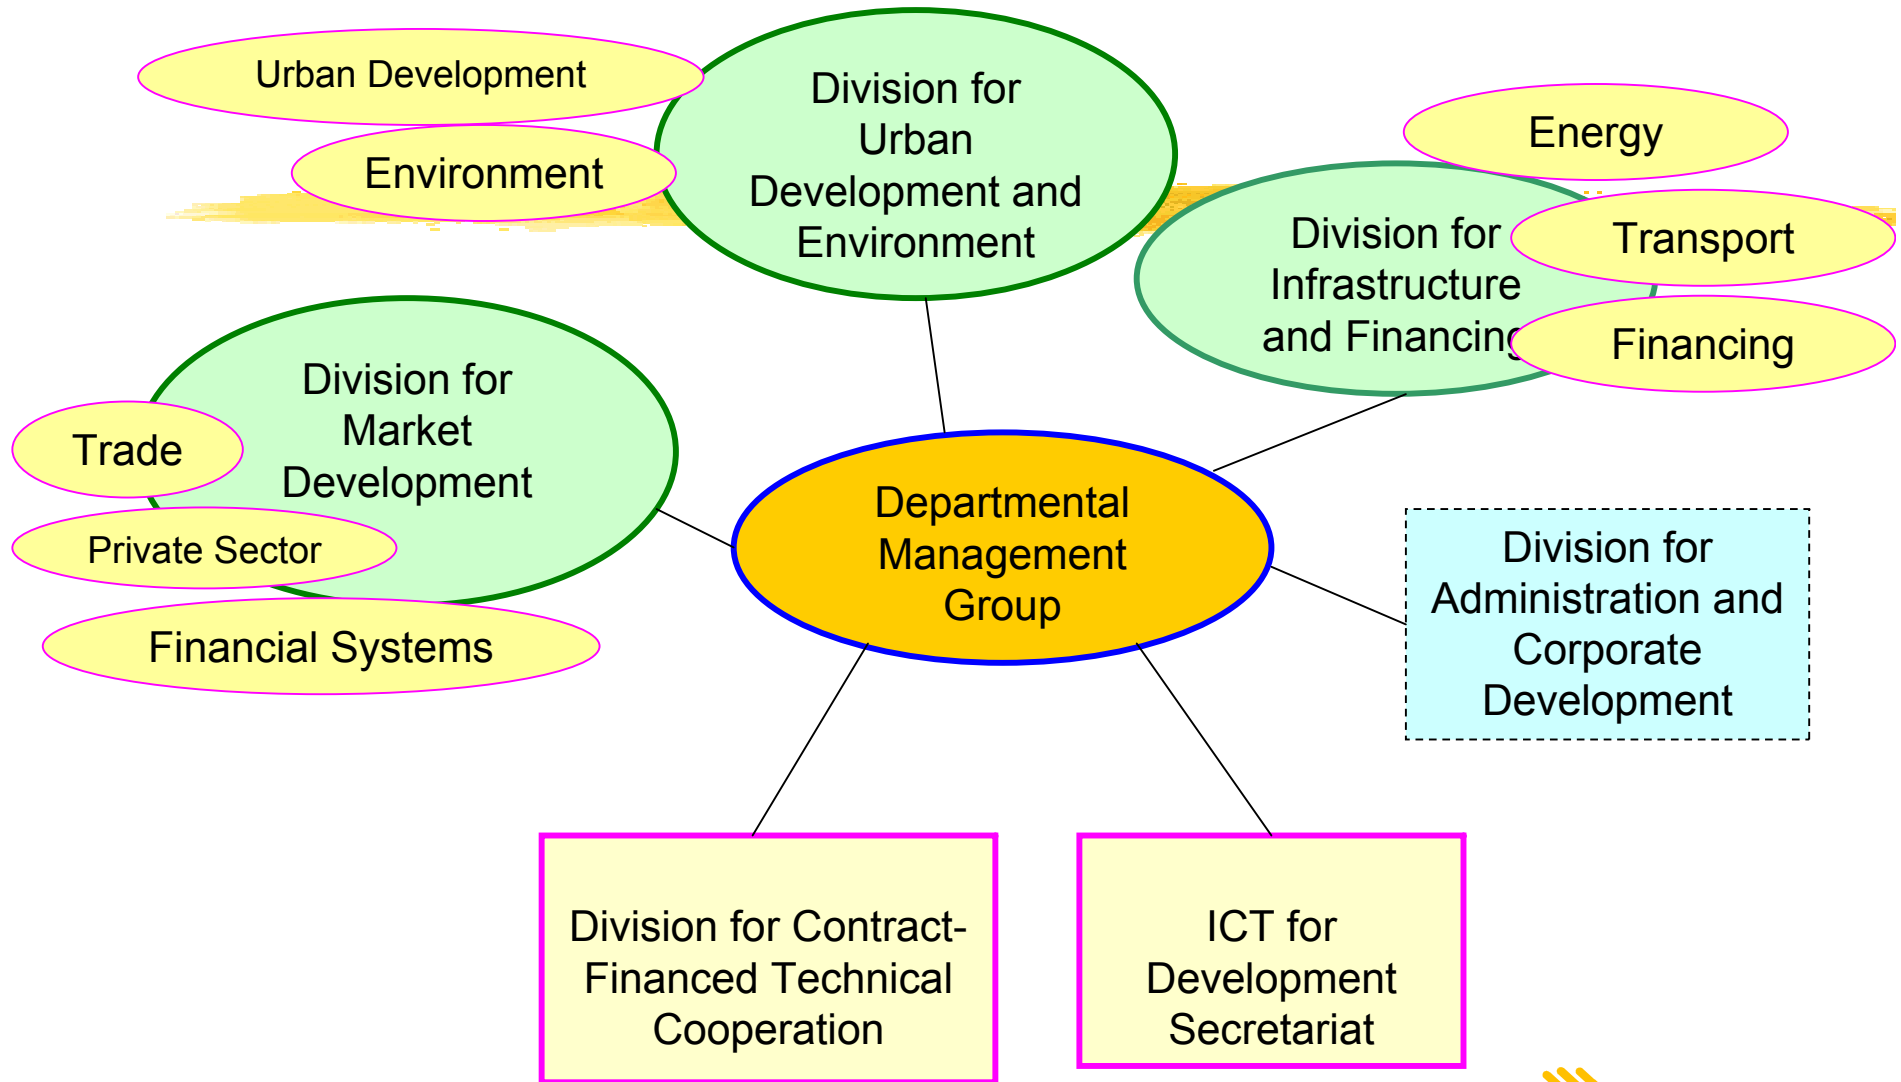 Urban Development
Environment
Division for
Urban
Development and
Environment
Energy
Transport
Financing
Division for
Infrastructure
and Financing
Division for
Market
Development
Trade
Private Sector
Financial Systems
Departmental
Management
Group
Division for
Administration and
Corporate
Development
Division for Contract-
Financed Technical
Cooperation
ICT for
Development
Secretariat